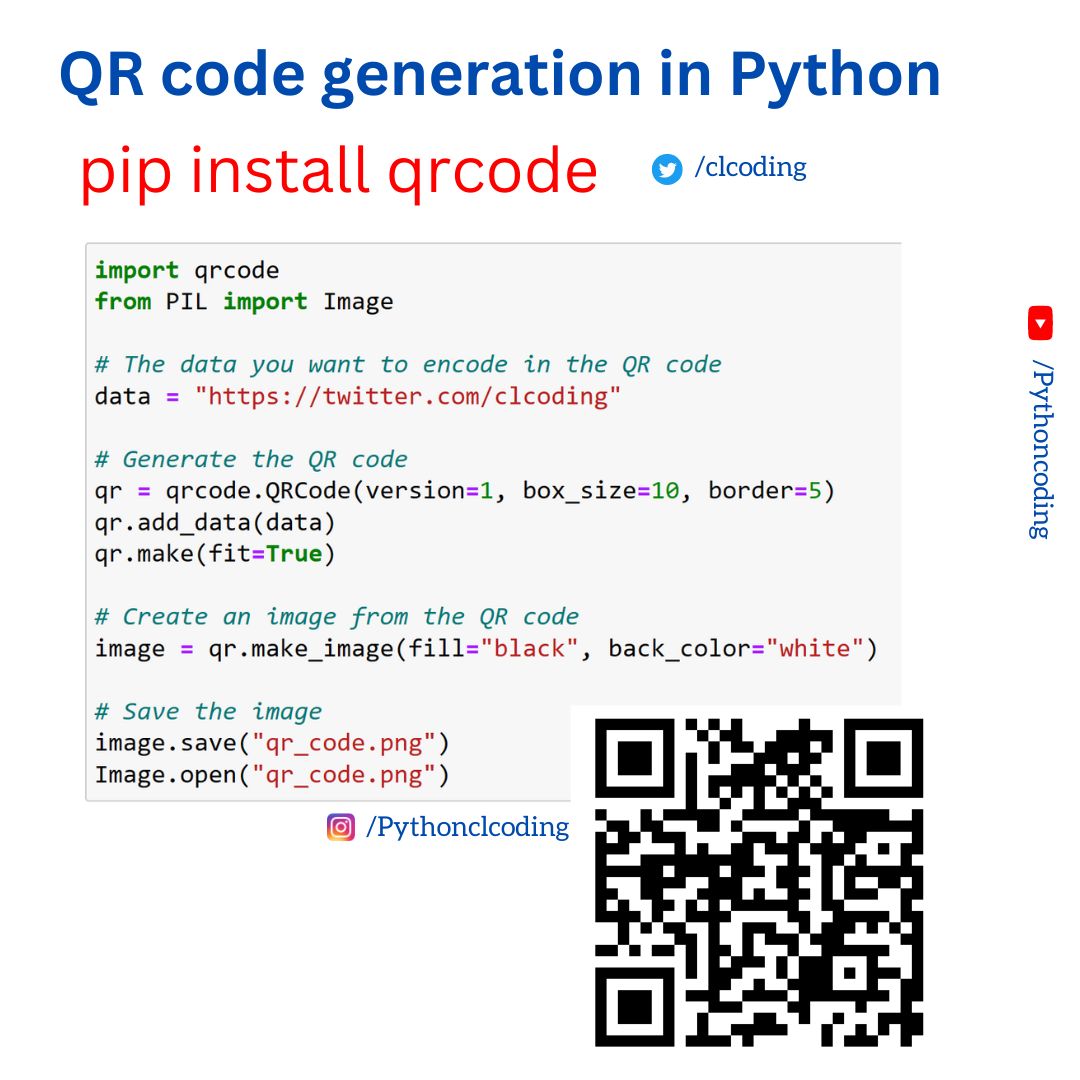 QR code generation in Python
pip install qrcode
/clcoding
import qrcode
from PIL import Image
# The data you want to encode in the QR code
data = "https://twitter.com/clcoding"
# Generate the QR code
qr = qrcode.QRCode(version=1, box_size=10, border=5)
qr.add_data(data)
qr.make(fit=True)
# Create an image from the QR code
image = qr.make_image(fill="black", back_color="white")
# Save the image
image.save("qr_code.png")
Image.open("qr_code.png")
/Pythonclcoding
/Pythoncoding